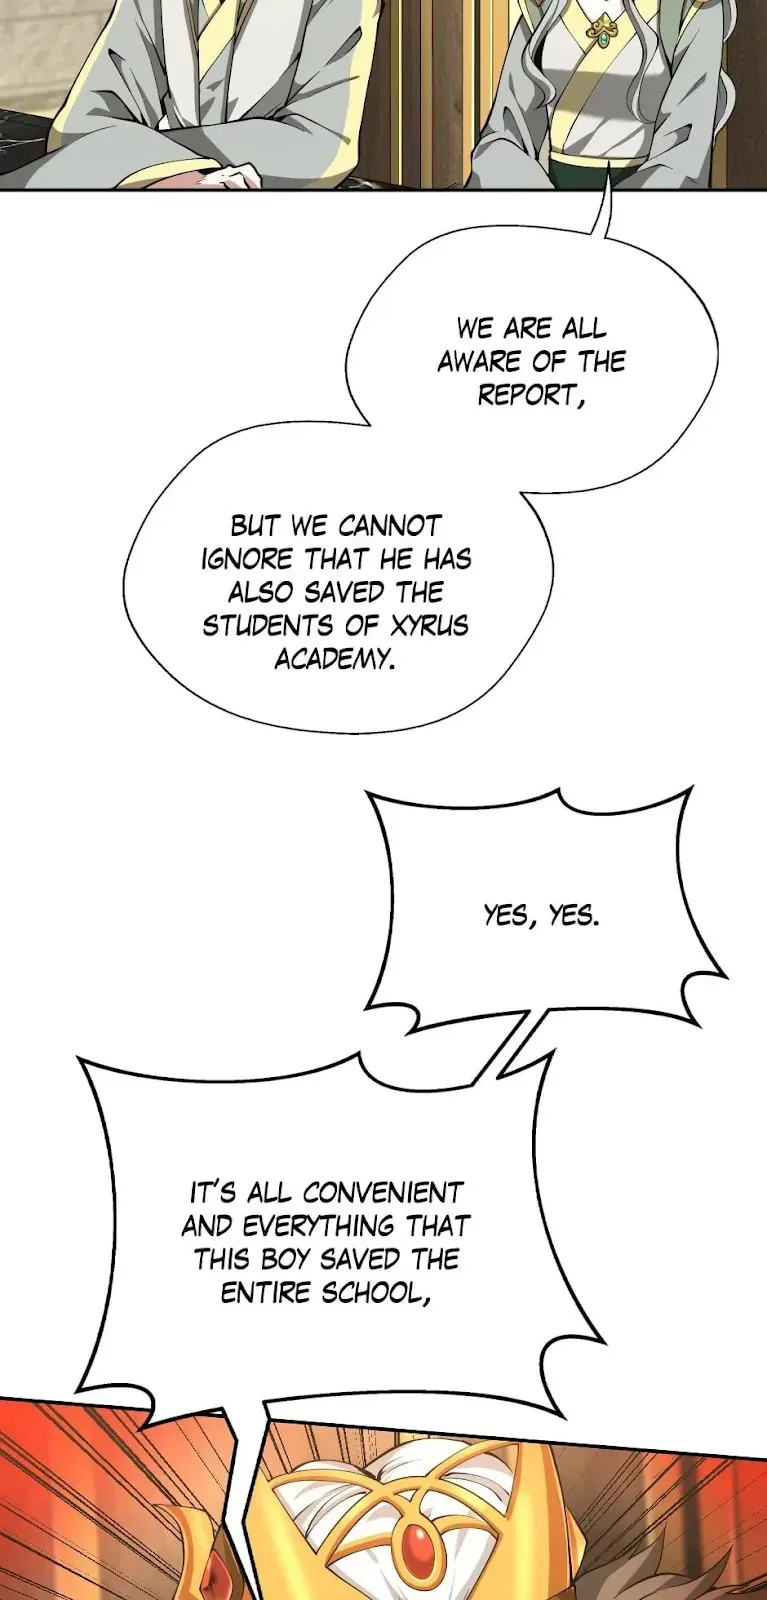 WE ARE ALL
AWARE OF THE
REPORT,
BUT WE CANNOT
IGNORE THAT HE HAS
ALSO SAVED THE
STUDENTS OF XYRUS
ACADEMY.
YES, YES.
IT'S ALL CONVENIENT
AND EVERYTHING THAT
THIS BOY SAVED THE
ENTIRE SCHOOL,